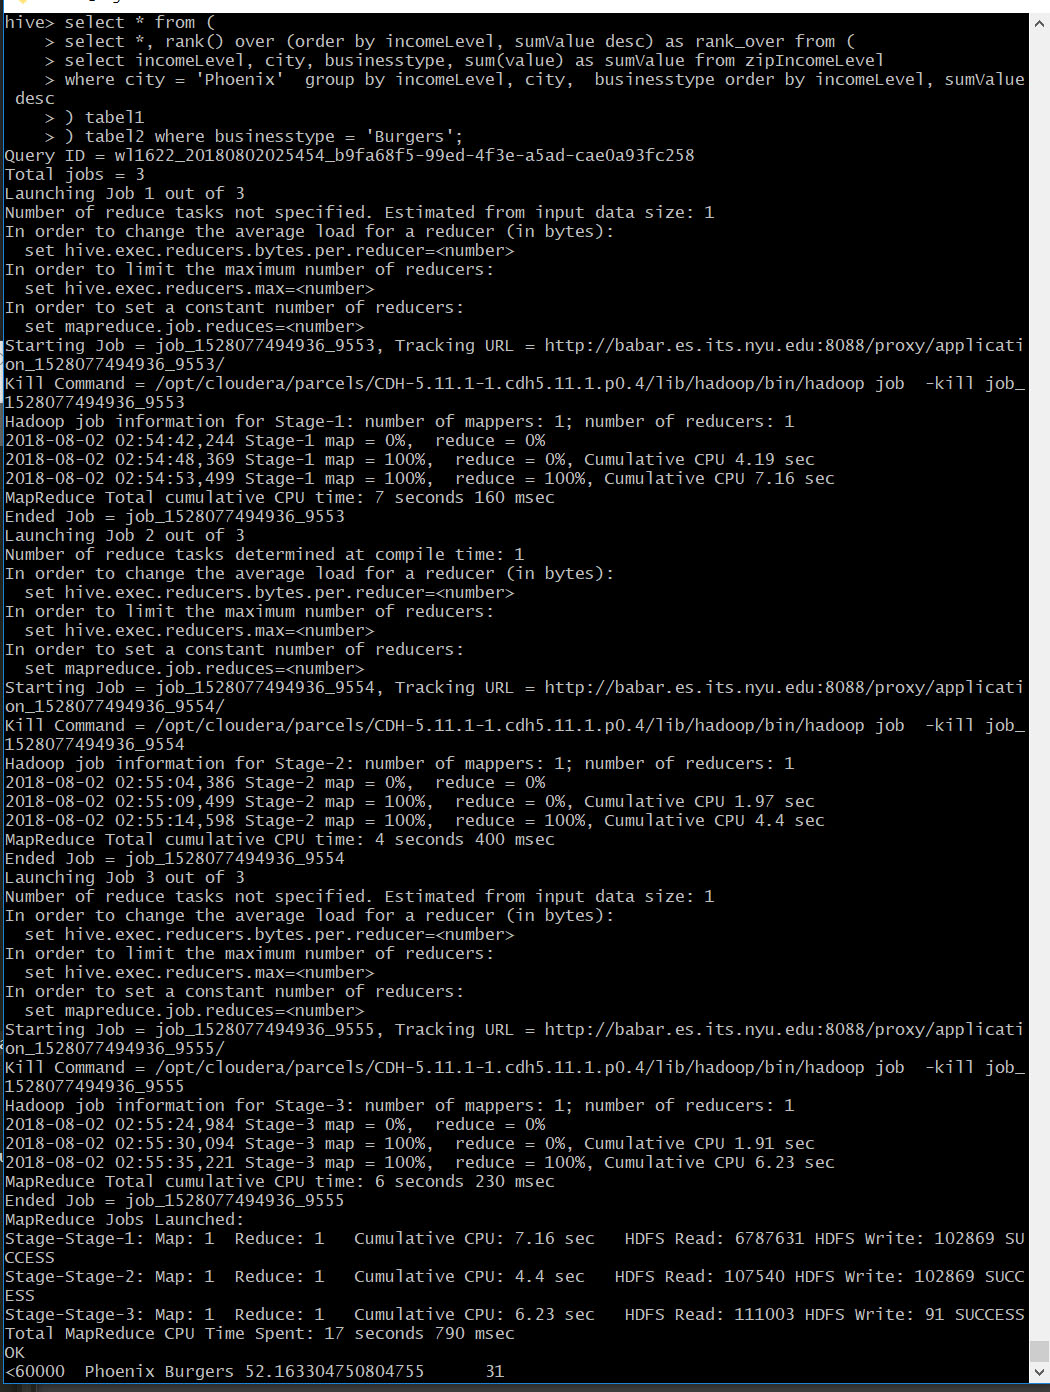 hive> select * from (
    > select *, rank() over (order by incomeLevel, sumValue desc) as rank_over from (
    > select incomeLevel, city, businesstype, sum(value) as sumValue from zipIncomeLevel
    > where city = 'Phoenix'  group by incomeLevel, city,  businesstype order by incomeLevel, sumValue
 desc
    > ) tabel1
    > ) tabel2 where businesstype = 'Burgers';
Query ID = wl1622_20180802025454_b9fa68f5-99ed-4f3e-a5ad-cae0a93fc258
Total jobs = 3
Launching Job 1 out of 3
Number of reduce tasks not specified. Estimated from input data size: 1
In order to change the average load for a reducer (in bytes):
  set hive.exec.reducers.bytes.per.reducer=<number>
In order to limit the maximum number of reducers:
  set hive.exec.reducers.max=<number>
In order to set a constant number of reducers:
  set mapreduce.job.reduces=<number>
Starting Job = job_1528077494936_9553, Tracking URL = http://babar.es.its.nyu.edu:8088/proxy/applicati
on_1528077494936_9553/
Kill Command = /opt/cloudera/parcels/CDH-5.11.1-1.cdh5.11.1.p0.4/lib/hadoop/bin/hadoop job  -kill job_
1528077494936_9553
Hadoop job information for Stage-1: number of mappers: 1; number of reducers: 1
2018-08-02 02:54:42,244 Stage-1 map = 0%,  reduce = 0%
2018-08-02 02:54:48,369 Stage-1 map = 100%,  reduce = 0%, Cumulative CPU 4.19 sec
2018-08-02 02:54:53,499 Stage-1 map = 100%,  reduce = 100%, Cumulative CPU 7.16 sec
MapReduce Total cumulative CPU time: 7 seconds 160 msec
Ended Job = job_1528077494936_9553
Launching Job 2 out of 3
Number of reduce tasks determined at compile time: 1
In order to change the average load for a reducer (in bytes):
  set hive.exec.reducers.bytes.per.reducer=<number>
In order to limit the maximum number of reducers:
  set hive.exec.reducers.max=<number>
In order to set a constant number of reducers:
  set mapreduce.job.reduces=<number>
Starting Job = job_1528077494936_9554, Tracking URL = http://babar.es.its.nyu.edu:8088/proxy/applicati
on_1528077494936_9554/
Kill Command = /opt/cloudera/parcels/CDH-5.11.1-1.cdh5.11.1.p0.4/lib/hadoop/bin/hadoop job  -kill job_
1528077494936_9554
Hadoop job information for Stage-2: number of mappers: 1; number of reducers: 1
2018-08-02 02:55:04,386 Stage-2 map = 0%,  reduce = 0%
2018-08-02 02:55:09,499 Stage-2 map = 100%,  reduce = 0%, Cumulative CPU 1.97 sec
2018-08-02 02:55:14,598 Stage-2 map = 100%,  reduce = 100%, Cumulative CPU 4.4 sec
MapReduce Total cumulative CPU time: 4 seconds 400 msec
Ended Job = job_1528077494936_9554
Launching Job 3 out of 3
Number of reduce tasks not specified. Estimated from input data size: 1
In order to change the average load for a reducer (in bytes):
  set hive.exec.reducers.bytes.per.reducer=<number>
In order to limit the maximum number of reducers:
  set hive.exec.reducers.max=<number>
In order to set a constant number of reducers:
  set mapreduce.job.reduces=<number>
Starting Job = job_1528077494936_9555, Tracking URL = http://babar.es.its.nyu.edu:8088/proxy/applicati
on_1528077494936_9555/
Kill Command = /opt/cloudera/parcels/CDH-5.11.1-1.cdh5.11.1.p0.4/lib/hadoop/bin/hadoop job  -kill job_
1528077494936_9555
Hadoop job information for Stage-3: number of mappers: 1; number of reducers: 1
2018-08-02 02:55:24,984 Stage-3 map = 0%,  reduce = 0%
2018-08-02 02:55:30,094 Stage-3 map = 100%,  reduce = 0%, Cumulative CPU 1.91 sec
2018-08-02 02:55:35,221 Stage-3 map = 100%,  reduce = 100%, Cumulative CPU 6.23 sec
MapReduce Total cumulative CPU time: 6 seconds 230 msec
Ended Job = job_1528077494936_9555
MapReduce Jobs Launched:
Stage-Stage-1: Map: 1  Reduce: 1   Cumulative CPU: 7.16 sec   HDFS Read: 6787631 HDFS Write: 102869 SU
CCESS
Stage-Stage-2: Map: 1  Reduce: 1   Cumulative CPU: 4.4 sec   HDFS Read: 107540 HDFS Write: 102869 SUCC
ESS
Stage-Stage-3: Map: 1  Reduce: 1   Cumulative CPU: 6.23 sec   HDFS Read: 111003 HDFS Write: 91 SUCCESS
Total MapReduce CPU Time Spent: 17 seconds 790 msec
OK
<60000  Phoenix Burgers 52.163304750804755      31